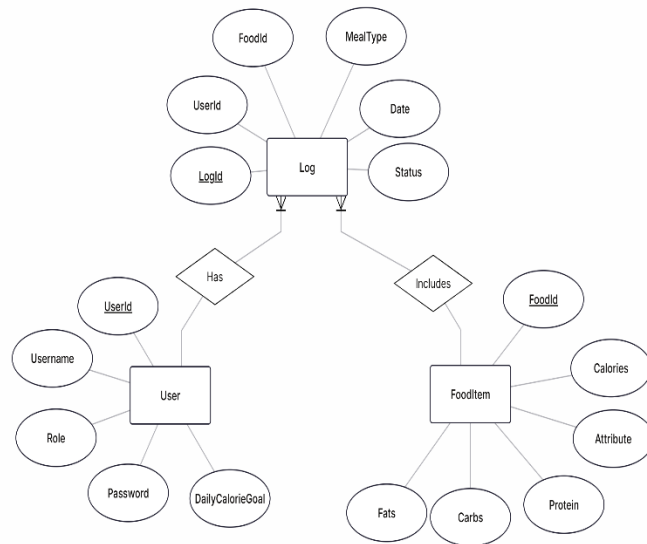 FoodId
MealType
UserId
Date
LogId
Log
Status
Has
Includes
UserId
FoodId
Username
Calories
User
FoodItem
Role
Attribute
Password
DailyCalorieGoal
Fats
Carbs
Protein